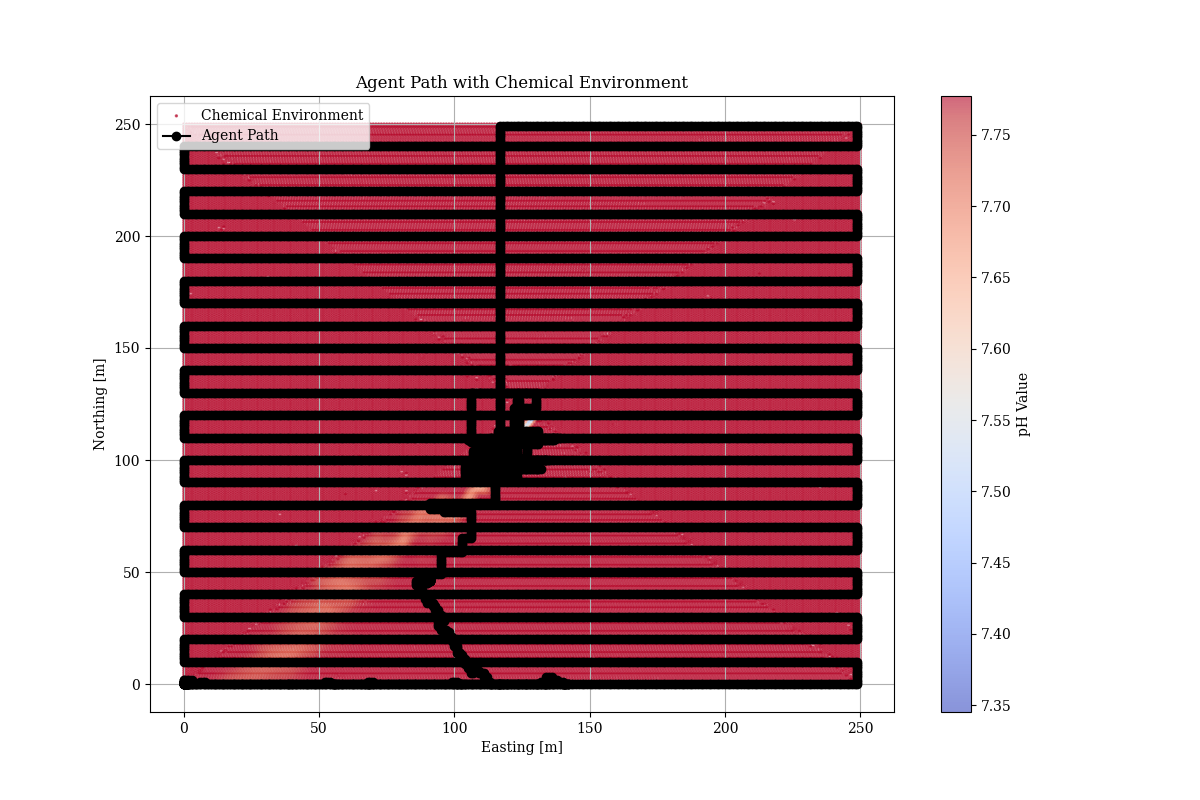 Agent Path with Chemical Environment
Chemical Environment
Agent Path
250
200
150
100
50
0
Northing [m]
0 50 100 150 200 250
Easting [m]
7.75
7.70
7.65
7.60
7.55
7.50
7.45
7.40
7.35
pH Value